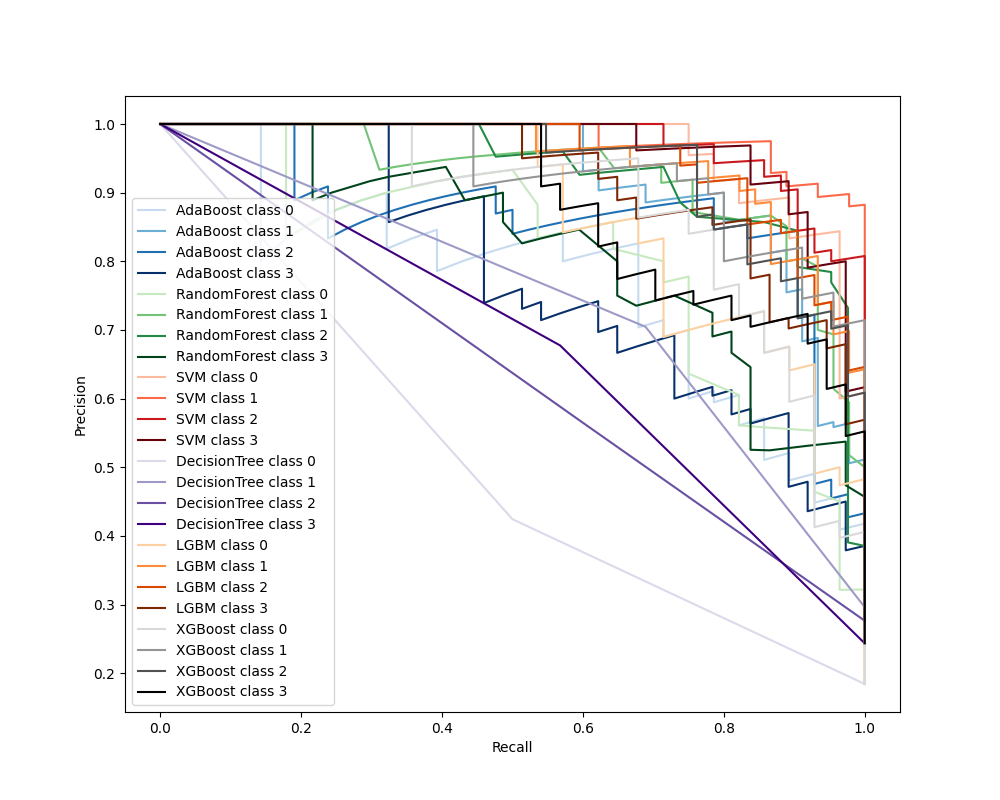 1.0
0.9
0.8
0.7
0.6
0.5
0.4
0.3
0.2
Precision
AdaBoost class 0
AdaBoost class 1
AdaBoost class 2
AdaBoost class 3
RandomForest class 0
RandomForest class 1
RandomForest class 2
RandomForest class 3
SVM class 0
SVM class 1
SVM class 2
SVM class 3
DecisionTree class 0
DecisionTree class 1
DecisionTree class 2
DecisionTree class 3
LGBM class 0
LGBM class 1
LGBM class 2
LGBM class 3
XGBoost class 0
XGBoost class 1
XGBoost class 2
XGBoost class 3
0.0 0.2 0.4 0.6 0.8 1.0
Recall